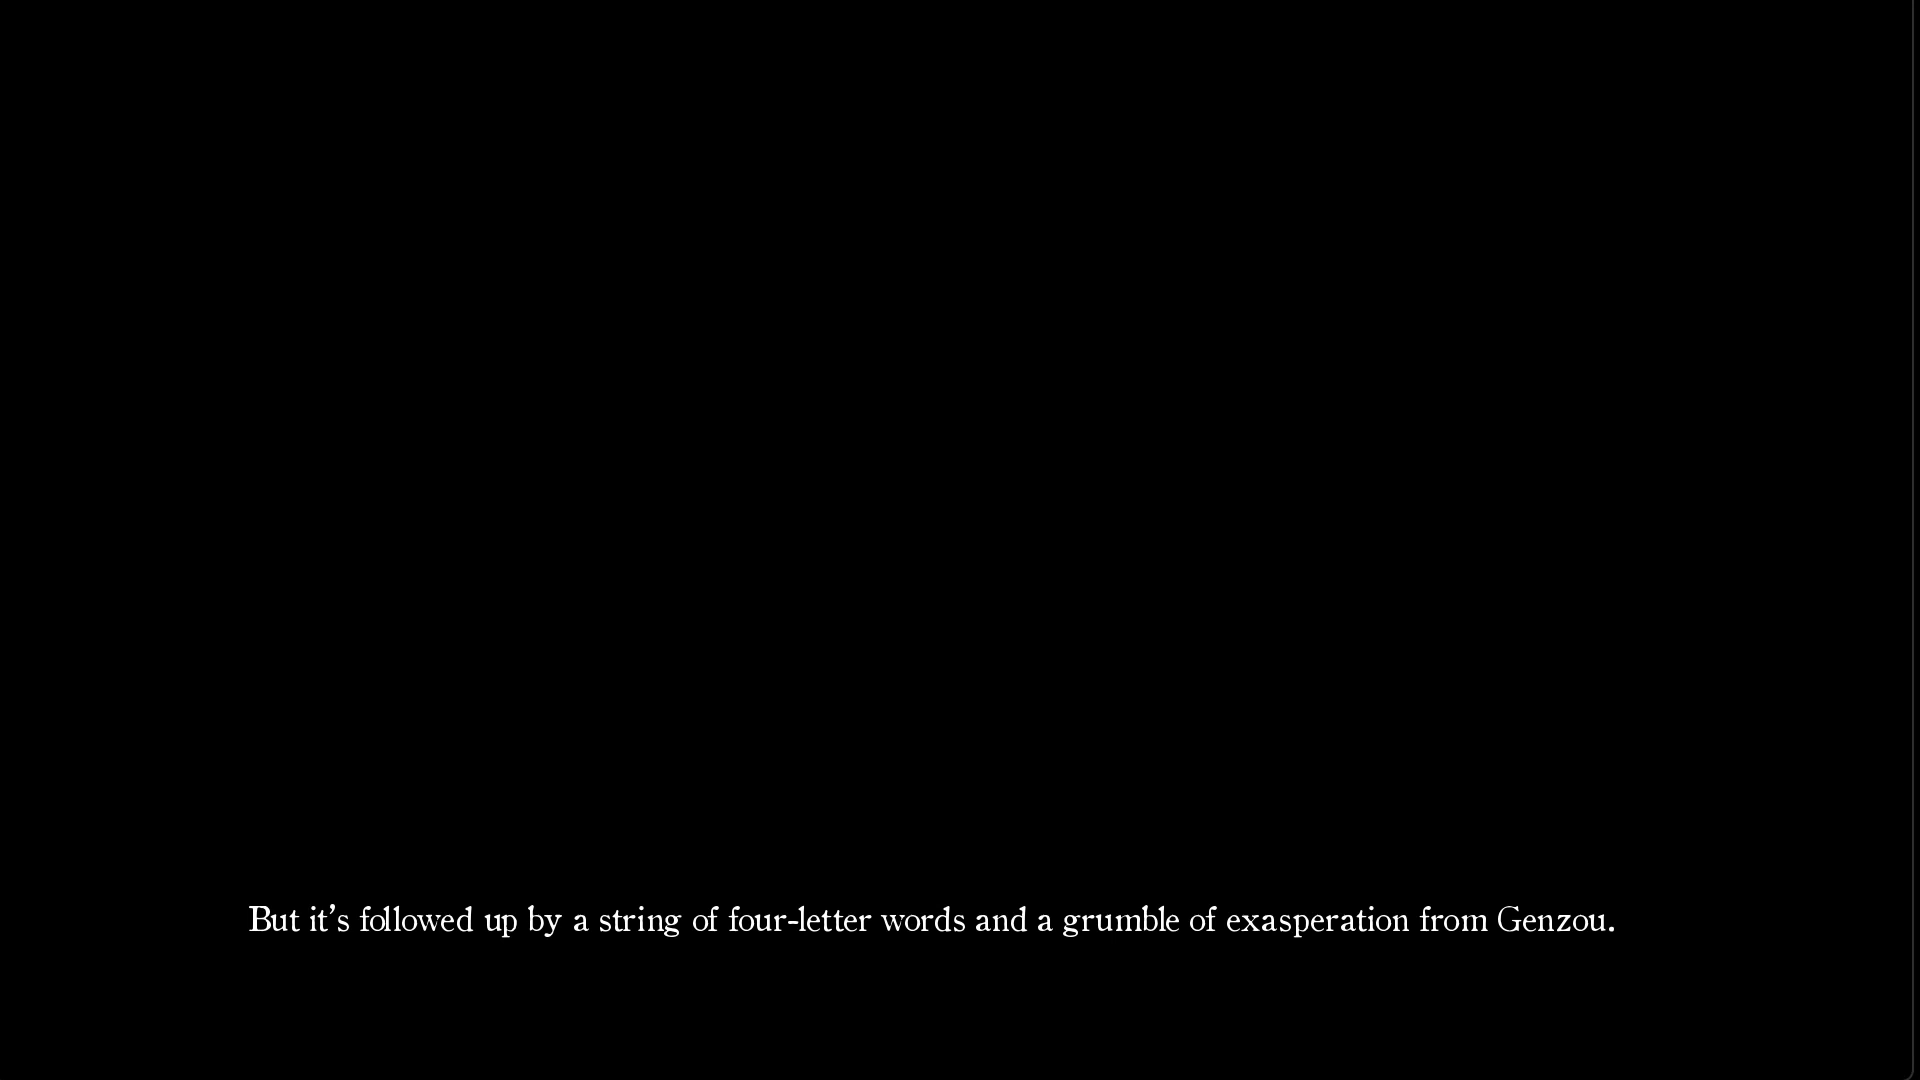 But it’s followed up by a string of four-letter words and a grumble of exasperation from Genzou.